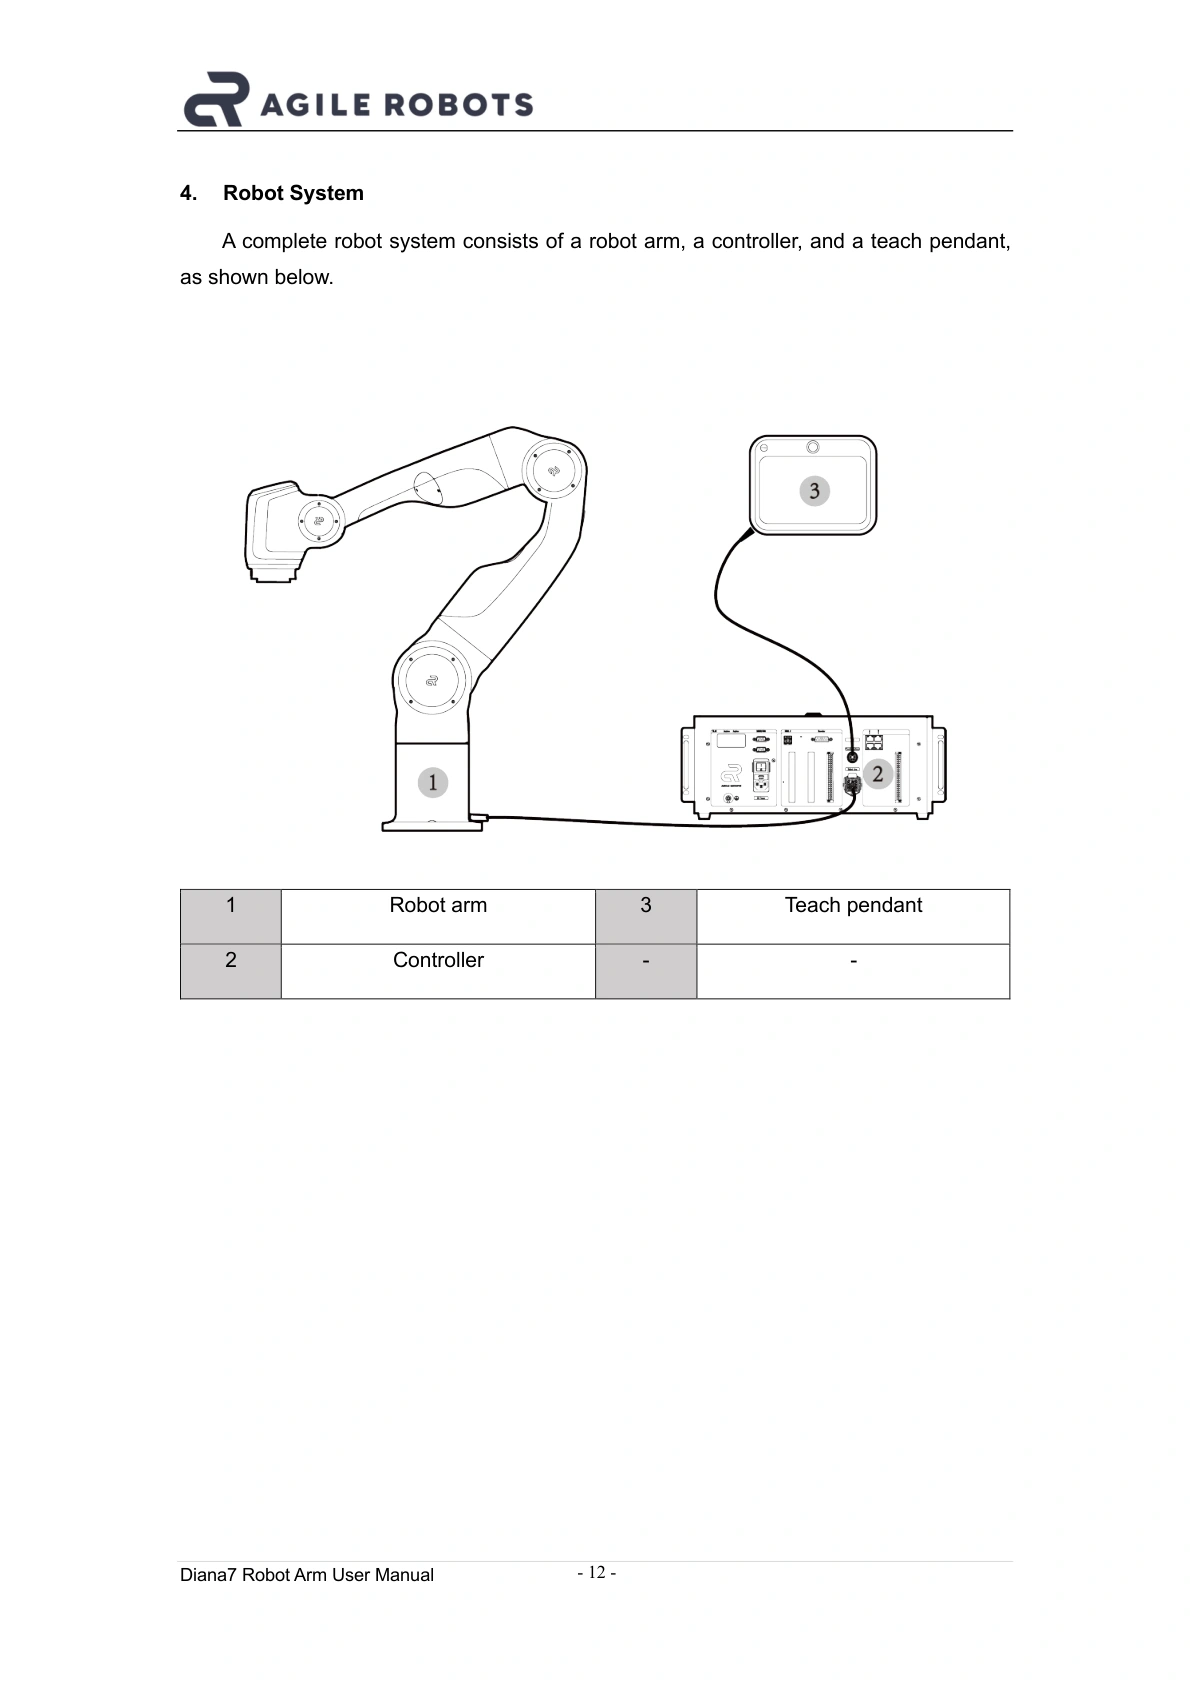 AGILE ROBOTS
4. Robot System
A complete robot system consists of a robot arm, a controller, and a teach pendant,
as shown below.
3
2
1
1 Robot arm 3 Teach pendant
2 Controller - -
Diana7 Robot Arm User Manual - 12 -